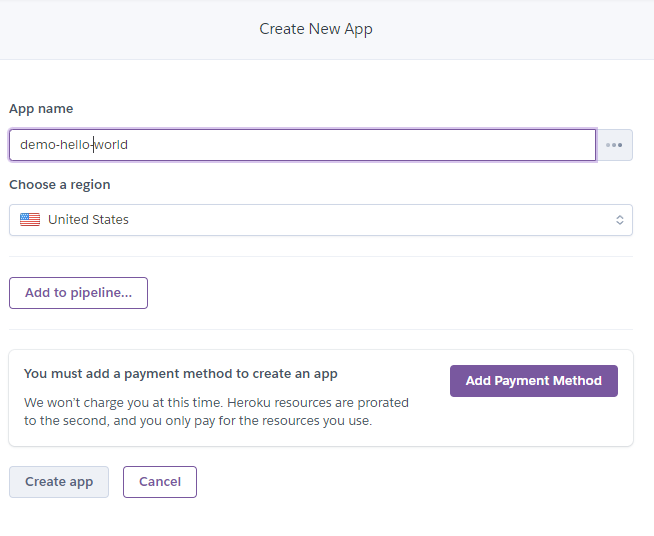 Create New App
App name
demo-hello-world
Choose a region
United States
Add to pipeline...
You must add a payment method to create an app
Add Payment Method
We won't charge you at this time. Heroku resources are prorated
to the second, and you only pay for the resources you use.
Create app
Cancel